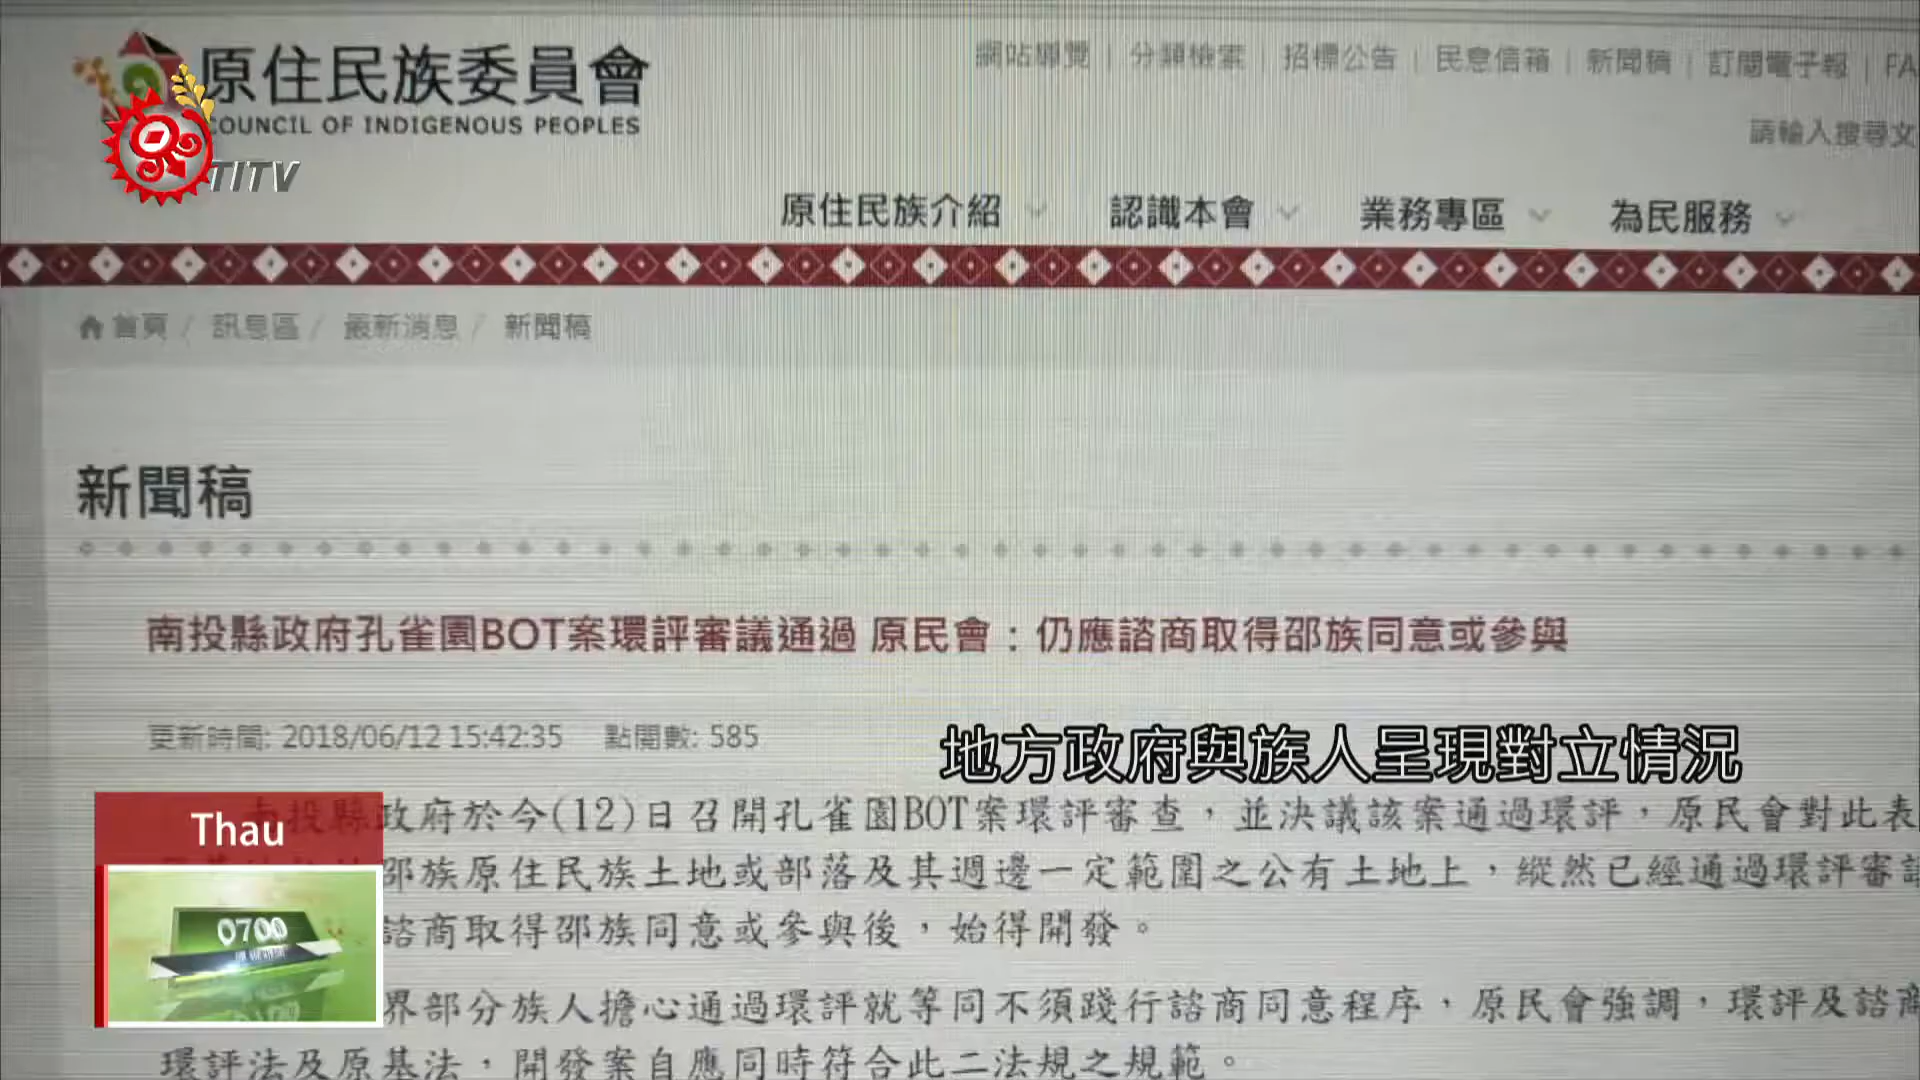 原住民族委員會
COUNCIL OF INDIGENOUS PEOPLES
TITV
網站導覽 | 分類檢索 | 招標公告 | 民意信箱 | 新聞稿 | 訂閱電子報 | FA
請輸入搜尋文
原住民族介紹 認識本會 業務專區 為民服務
首頁 / 訊息區 / 最新消息 / 新聞稿
新聞稿
南投縣政府孔雀園BOT案環評審議通過 原民會：仍應諮商取得邵族同意或參與
更新時間: 2018/06/12 15:42:35 點閱數: 585
地方政府與族人呈現對立情況
南投縣政府於今(12)日召開孔雀園BOT案環評審查，並決議該案通過環評，原民會對此表
邵族原住民族土地或部落及其週邊一定範圍之公有土地上，縱然已經通過環評審議
諮商取得邵族同意或參與後，始得開發。
界部分族人擔心通過環評就等同不須踐行諮商同意程序，原民會強調，環評及諮商
環評法及原基法，開發案自應同時符合此二法規之規範。
Thau
0700